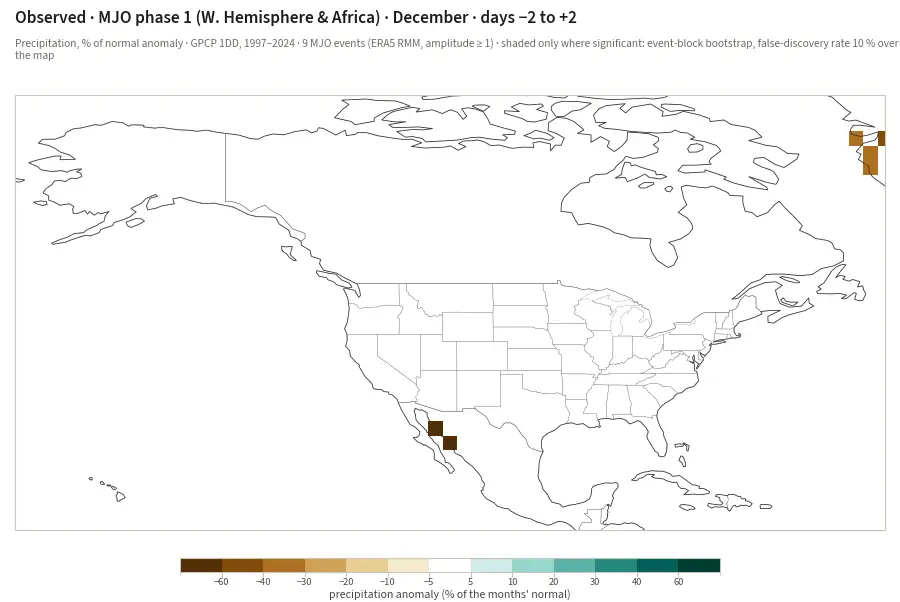 Observed · MJO phase 1 (W. Hemisphere & Africa) · December · days −2 to +2
Precipitation, % of normal anomaly · GPCP 1DD, 1997–2024 · 9 MJO events (ERA5 RMM, amplitude ≥ 1) · shaded only where significant: event-block bootstrap, false-discovery rate 10 % over
the map
−60 −40 −30 −20 −10 −5 5 10 20 30 40 60
precipitation anomaly (% of the months' normal)